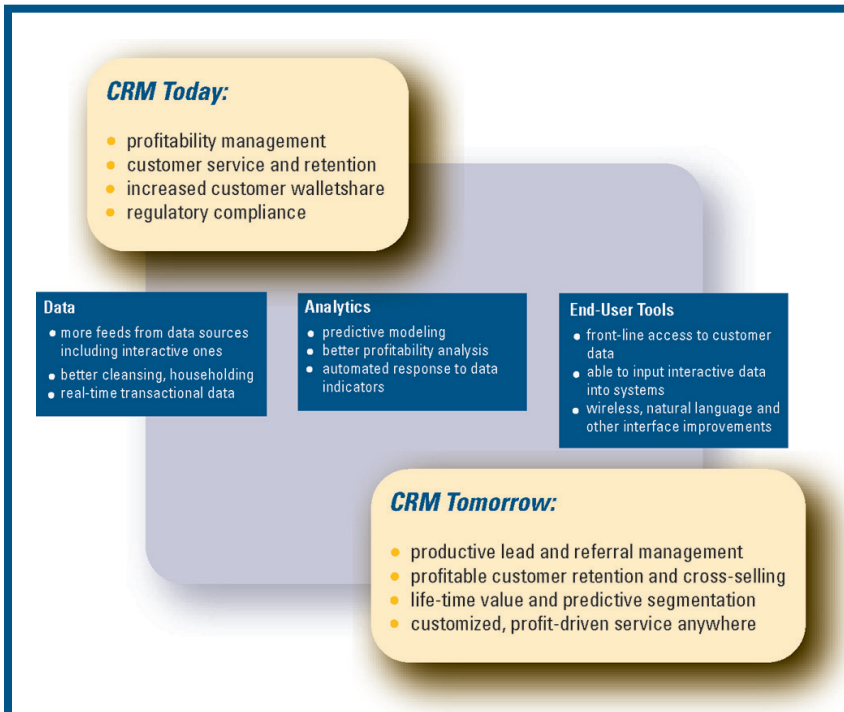 CRM Today:
• profitability management
• customer service and retention
• increased customer walletshare
• regulatory compliance
Data
• more feeds from data sources
including interactive ones
• better cleansing, householding
• real-time transactional data
Analytics
• predictive modeling
• better profitability analysis
• automated response to data
indicators
End-User Tools
• front-line access to customer
data
• able to input interactive data
into systems
• wireless, natural language and
other interface improvements
CRM Tomorrow:
• productive lead and referral management
• profitable customer retention and cross-selling
• life-time value and predictive segmentation
• customized, profit-driven service anywhere